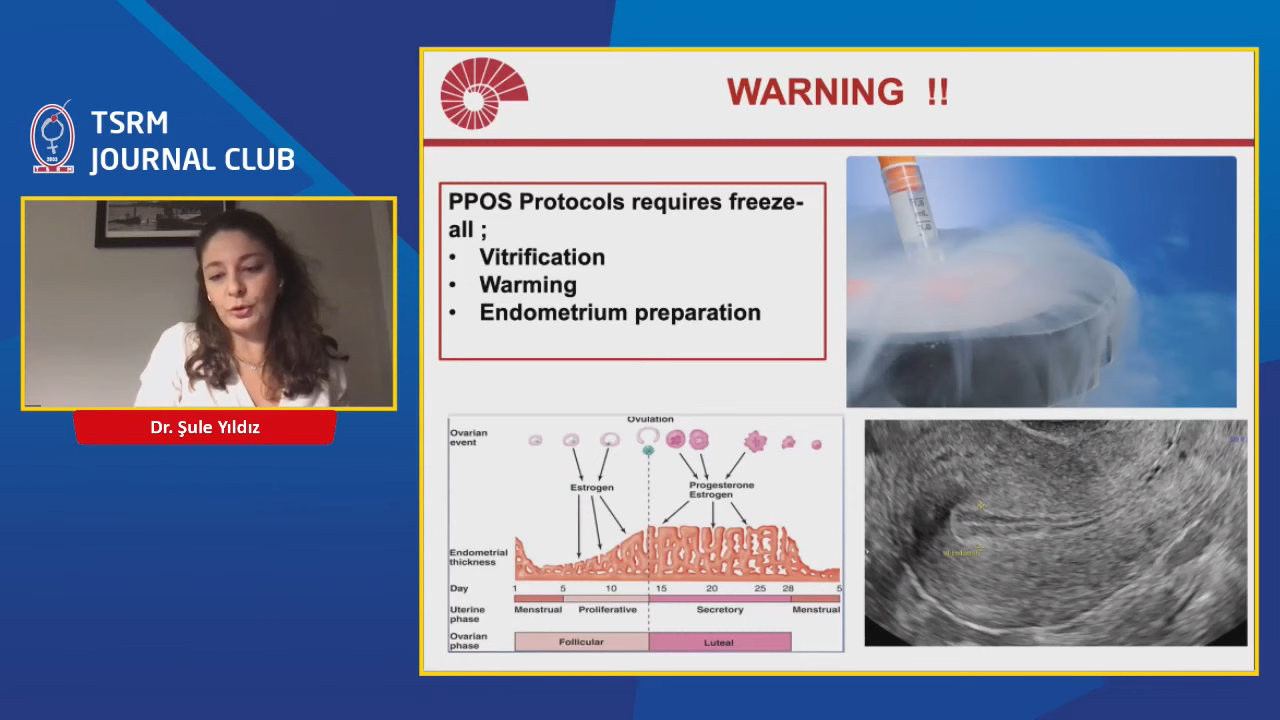 TSRM
JOURNAL CLUB
2003
T S R M
Dr. Şule Yıldız
WARNING !!
PPOS Protocols requires freeze-
all ;
• Vitrification
• Warming
• Endometrium preparation
Ovulation
Ovarian
event
Estrogen
Progesterone
Estrogen
Endometrial
thickness
Day 1 5 10 15 20 25 28 5
Uterine
phase
Menstrual Proliferative Secretory Menstrual
Ovarian
phase
Follicular Luteal